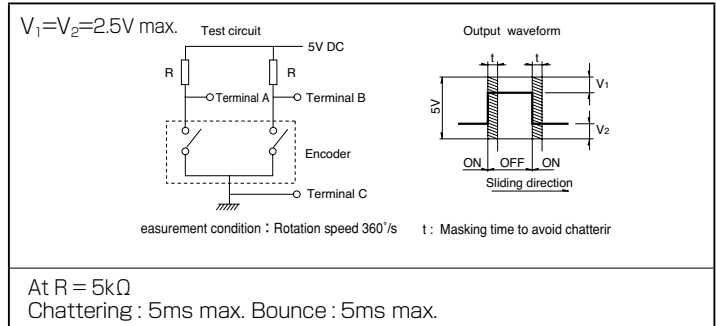 V₁=V₂=2.5V max.
Test circuit
5V DC
R
R
Terminal A
Terminal B
Encoder
Terminal C
easurement condition : Rotation speed 360˚/s
Output waveform
t
t
V₁
5V
V₂
ON
OFF
ON
Sliding direction
t : Masking time to avoid chatterir
At R = 5kΩ
Chattering : 5ms max. Bounce : 5ms max.